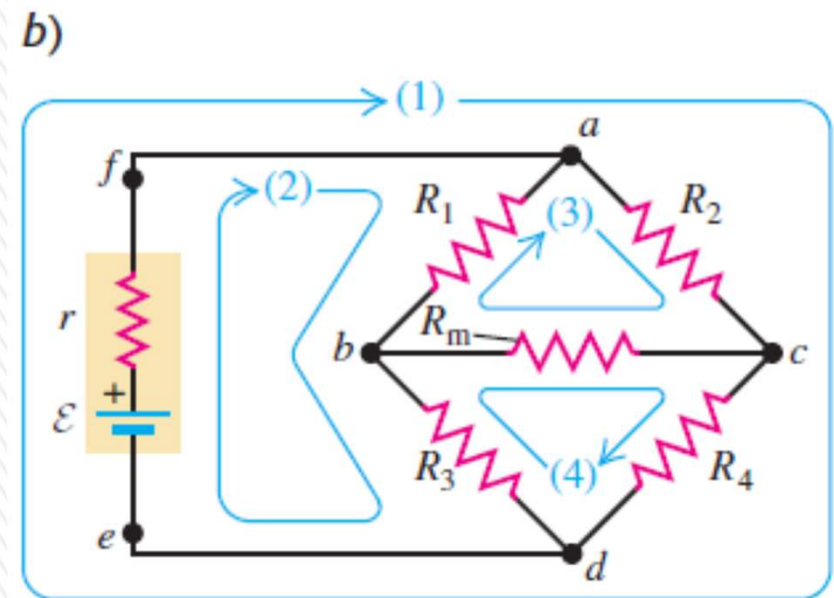 b)
(1)
a
f
(2)
R1
(3)
R2
r
Rm
b
c
+
ℰ
R3
(4)
R4
e
d